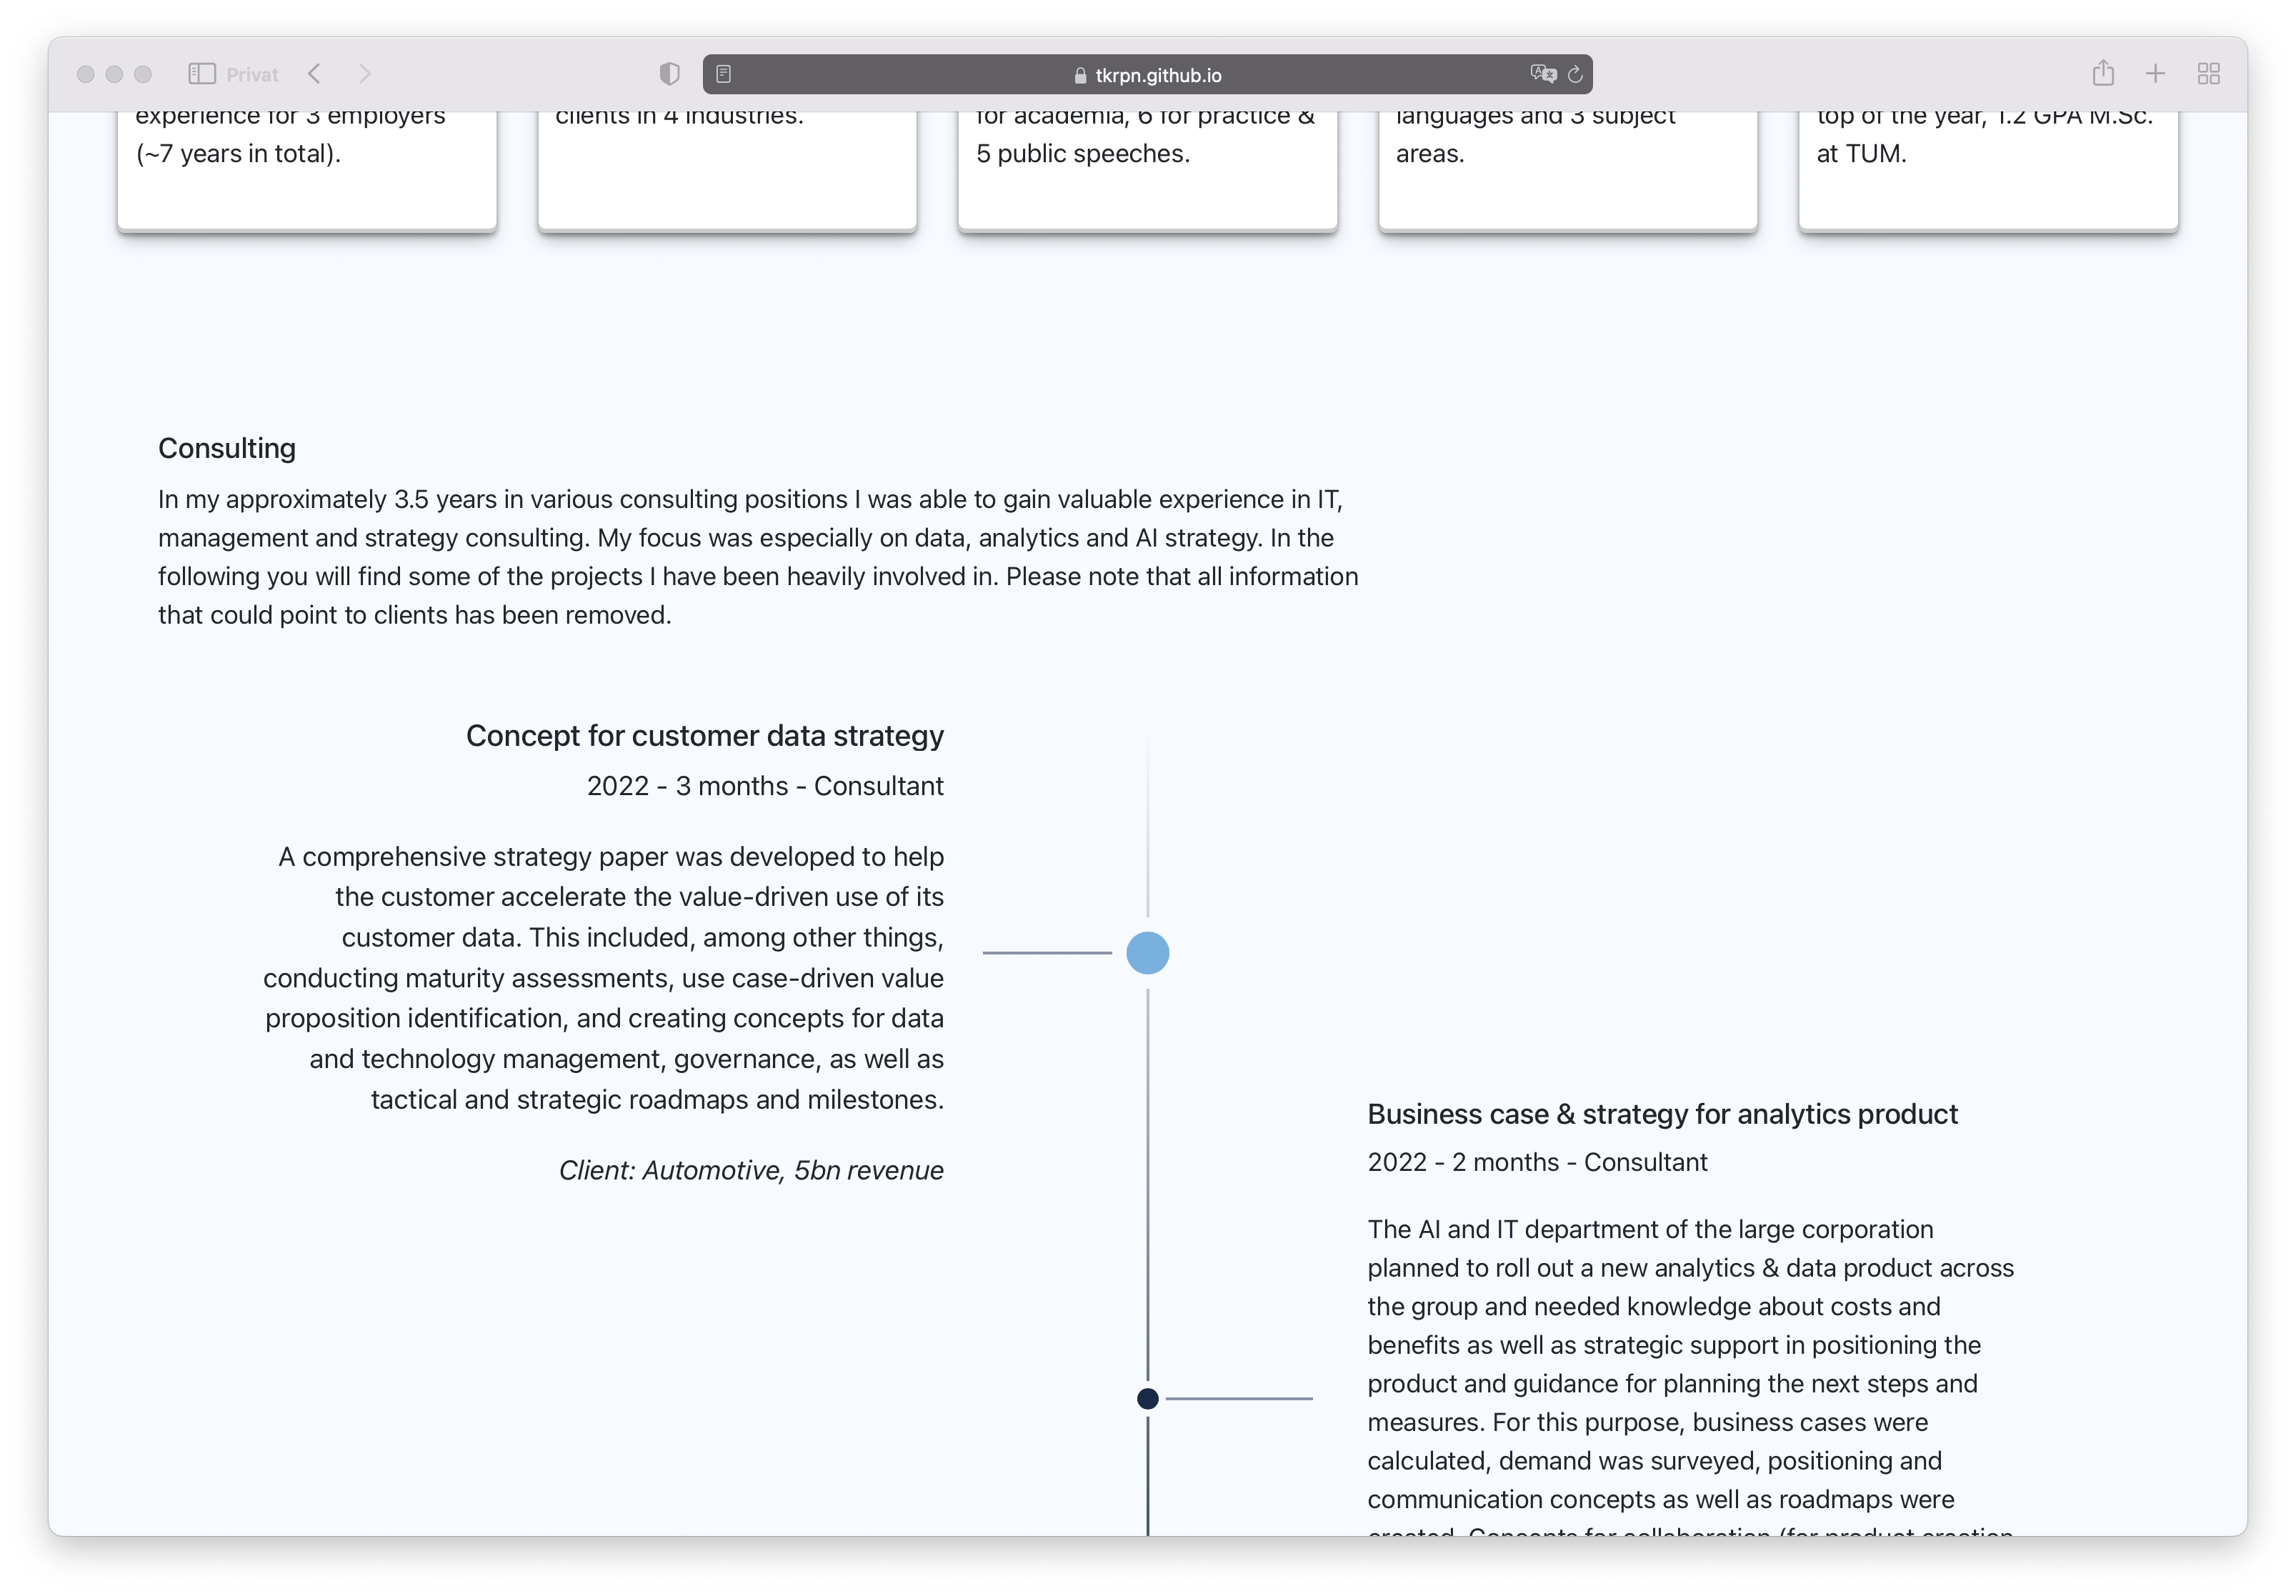 Privat
tkrpn.github.io
experience for 3 employers
(~7 years in total).
clients in 4 industries.
for academia, 6 for practice &
5 public speeches.
languages and 3 subject
areas.
top of the year, 1.2 GPA M.Sc.
at TUM.
Consulting
In my approximately 3.5 years in various consulting positions I was able to gain valuable experience in IT,
management and strategy consulting. My focus was especially on data, analytics and AI strategy. In the
following you will find some of the projects I have been heavily involved in. Please note that all information
that could point to clients has been removed.
Concept for customer data strategy
2022 - 3 months - Consultant
A comprehensive strategy paper was developed to help
the customer accelerate the value-driven use of its
customer data. This included, among other things,
conducting maturity assessments, use case-driven value
proposition identification, and creating concepts for data
and technology management, governance, as well as
tactical and strategic roadmaps and milestones.
Client: Automotive, 5bn revenue
Business case & strategy for analytics product
2022 - 2 months - Consultant
The AI and IT department of the large corporation
planned to roll out a new analytics & data product across
the group and needed knowledge about costs and
benefits as well as strategic support in positioning the
product and guidance for planning the next steps and
measures. For this purpose, business cases were
calculated, demand was surveyed, positioning and
communication concepts as well as roadmaps were
created. Concepts for collaboration (for product creation